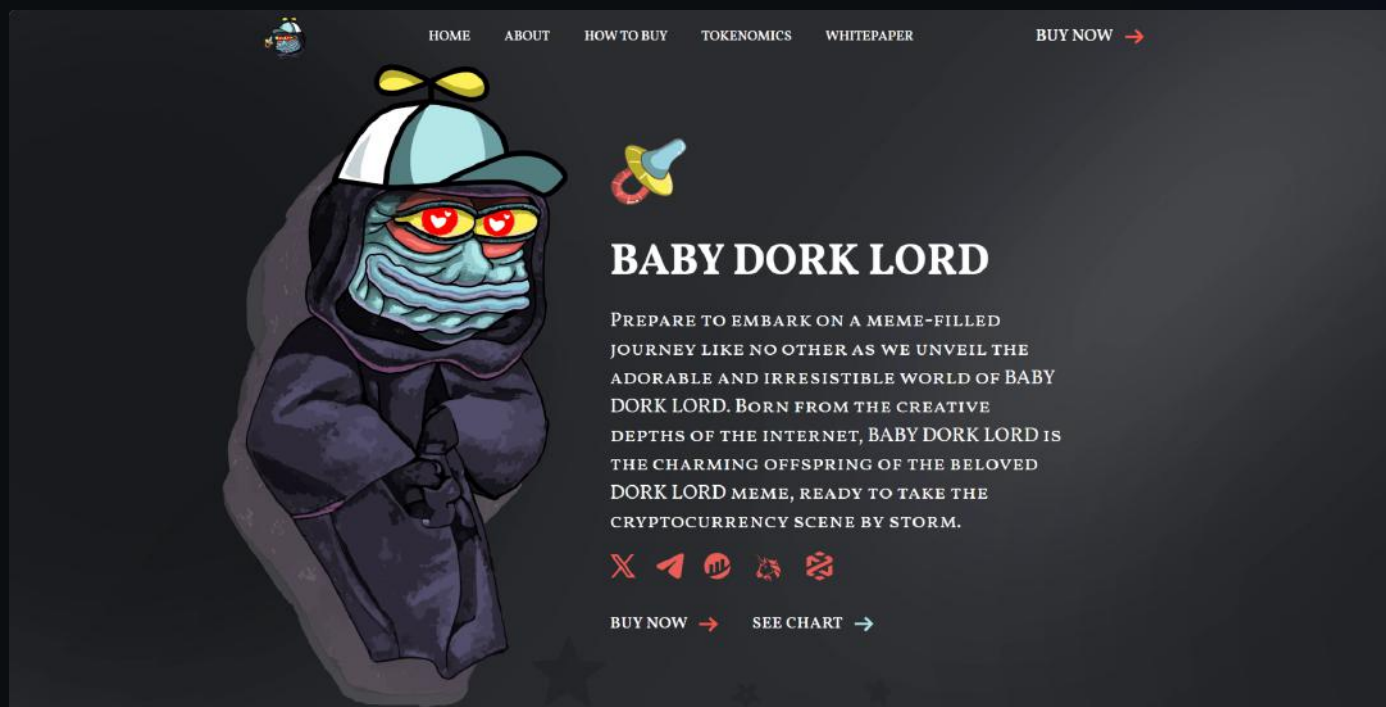 HOME ABOUT HOW TO BUY TOKENOMICS WHITEPAPER BUY NOW
BABY DORK LORD
Prepare to embark on a meme-filled
journey like no other as we unveil the
adorable and irresistible world of BABY
DORK LORD. Born from the creative
depths of the internet, BABY DORK LORD is
the charming offspring of the beloved
DORK LORD meme, ready to take the
cryptocurrency scene by storm.
BUY NOW SEE CHART